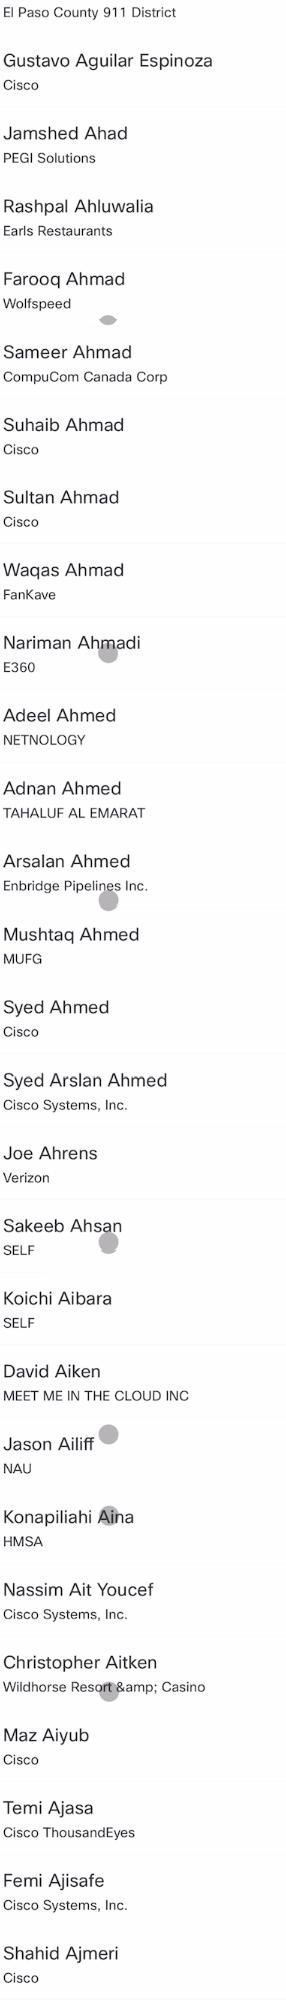 El Paso County 911 District
Gustavo Aguilar Espinoza
Cisco
Jamshed Ahad
PEGI Solutions
Rashpal Ahluwalia
Earls Restaurants
Farooq Ahmad
Wolfspeed
Sameer Ahmad
CompuCom Canada Corp
Suhaib Ahmad
Cisco
Sultan Ahmad
Cisco
Waqas Ahmad
FanKave
Nariman Ahmadi
E360
Adeel Ahmed
NETNOLOGY
Adnan Ahmed
TAHALUF AL EMARAT
Arsalan Ahmed
Enbridge Pipelines Inc.
Mushtaq Ahmed
MUFG
Syed Ahmed
Cisco
Syed Arslan Ahmed
Cisco Systems, Inc.
Joe Ahrens
Verizon
Sakeeb Ahsan
SELF
Koichi Aibara
SELF
David Aiken
MEET ME IN THE CLOUD INC
Jason Ailiff
NAU
Konapiliahi Aina
HMSA
Nassim Ait Youcef
Cisco Systems, Inc.
Christopher Aitken
Wildhorse Resort &amp; Casino
Maz Aiyub
Cisco
Temi Ajasa
Cisco ThousandEyes
Femi Ajisafe
Cisco Systems, Inc.
Shahid Ajmeri
Cisco